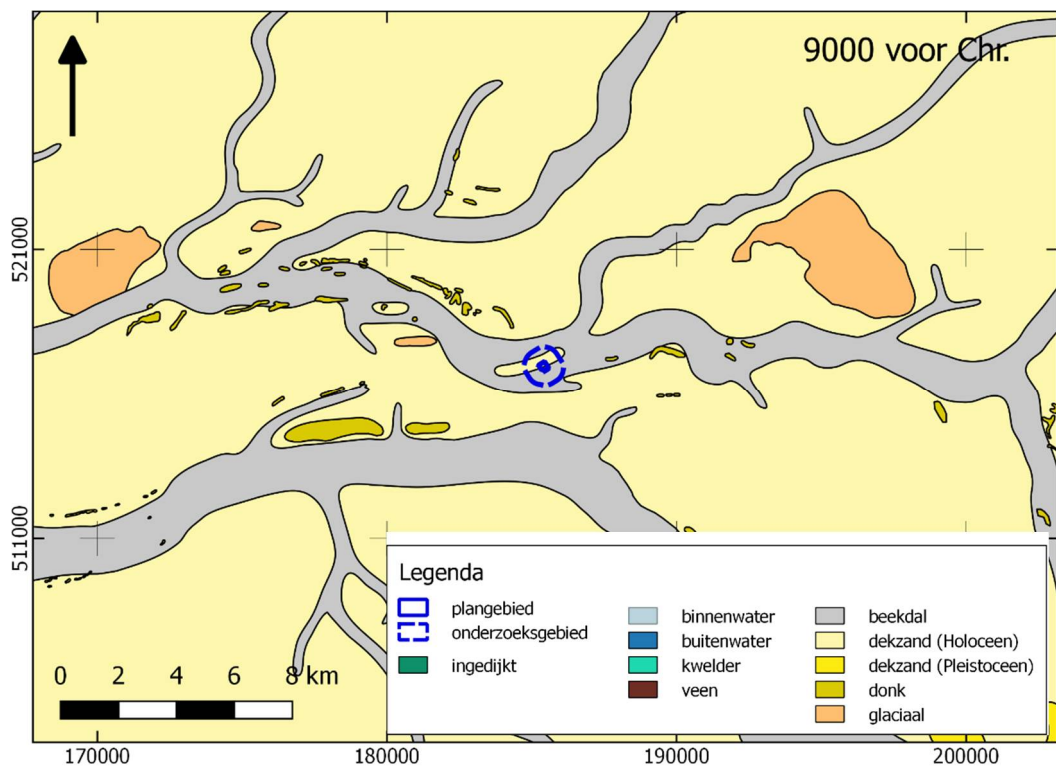 9000 voor Chr.
521000
511000
Legenda
plangebied
onderzoeksgebied
ingedijkt
binnenwater
buitenwater
kwelder
veen
beekdal
dekzand (Holoceen)
dekzand (Pleistoceen)
donk
glaciaal
0 2 4 6 8 km
170000 180000 190000 200000